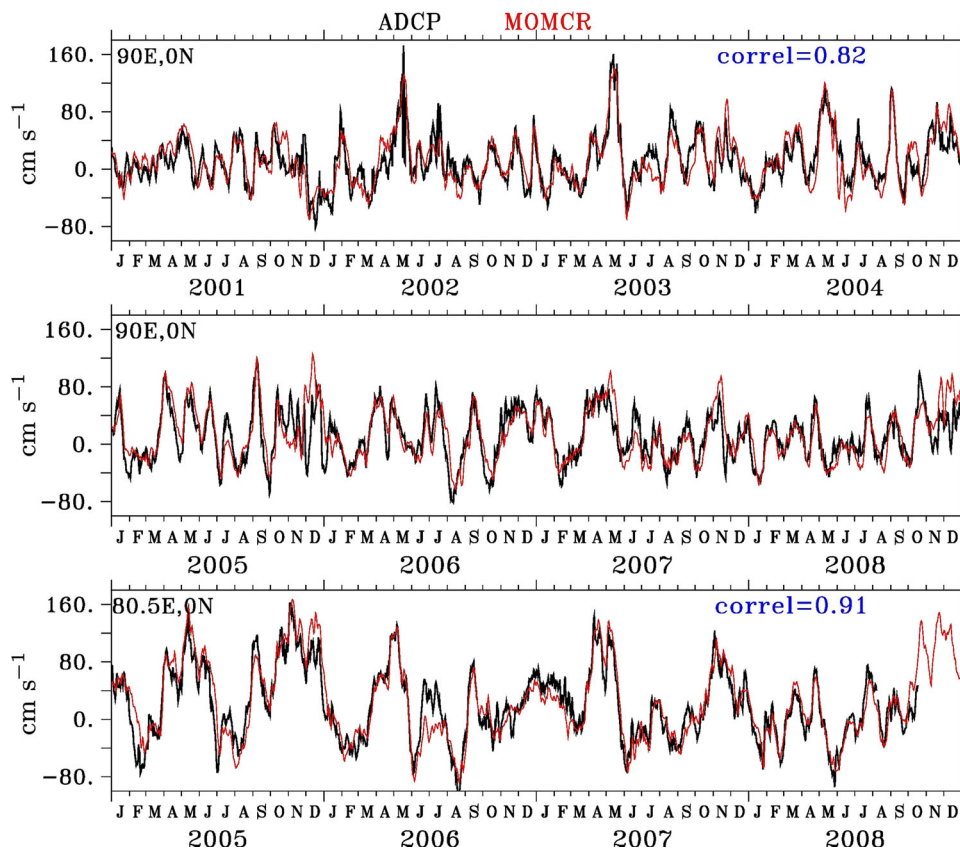 ADCP MOMCR
90E,0N correl=0.82
160.
80.
0.
-80.
cm s⁻¹
J F M A M J J A S O N D J F M A M J J A S O N D J F M A M J J A S O N D J F M A M J J A S O N D
2001 2002 2003 2004
90E,0N
160.
80.
0.
-80.
cm s⁻¹
J F M A M J J A S O N D J F M A M J J A S O N D J F M A M J J A S O N D J F M A M J J A S O N D
2005 2006 2007 2008
80.5E,0N correl=0.91
160.
80.
0.
-80.
cm s⁻¹
J F M A M J J A S O N D J F M A M J J A S O N D J F M A M J J A S O N D J F M A M J J A S O N D
2005 2006 2007 2008